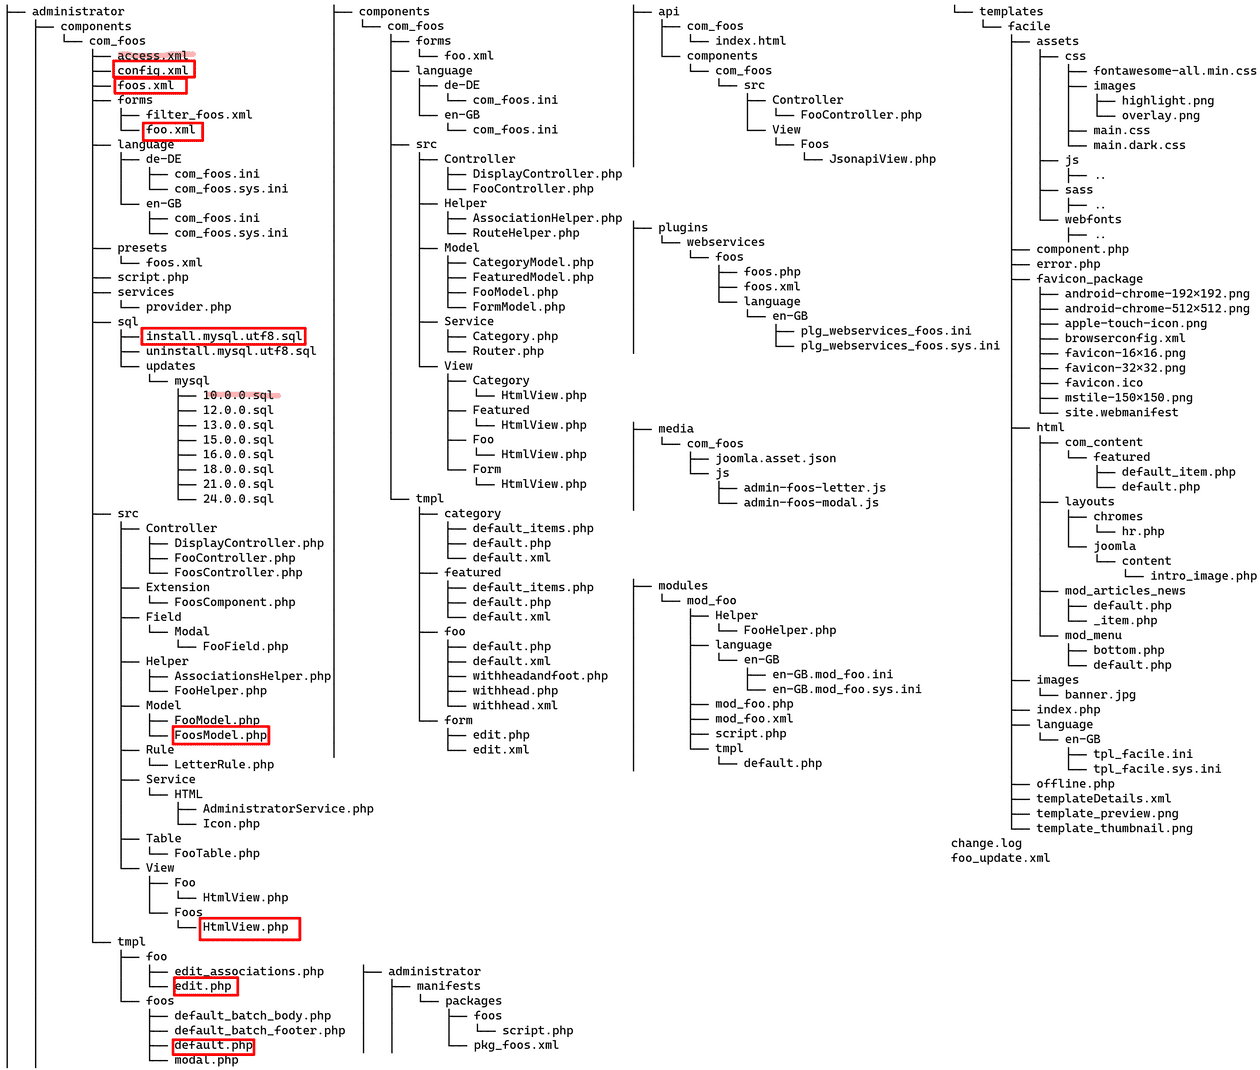 administrator
components
com_foos
access.xml
config.xml
foos.xml
forms
filter_foos.xml
foo.xml
language
de-DE
com_foos.ini
com_foos.sys.ini
en-GB
com_foos.ini
com_foos.sys.ini
presets
foos.xml
script.php
services
provider.php
sql
install.mysql.utf8.sql
uninstall.mysql.utf8.sql
updates
mysql
10.0.0.sql
12.0.0.sql
13.0.0.sql
15.0.0.sql
16.0.0.sql
18.0.0.sql
21.0.0.sql
24.0.0.sql
src
Controller
DisplayController.php
FooController.php
FoosController.php
Extension
FoosComponent.php
Field
Modal
FooField.php
Helper
AssociationsHelper.php
FooHelper.php
Model
FooModel.php
FoosModel.php
Rule
LetterRule.php
Service
HTML
AdministratorService.php
Icon.php
Table
FooTable.php
View
Foo
HtmlView.php
Foos
HtmlView.php
tmpl
foo
edit_associations.php
edit.php
foos
default_batch_body.php
default_batch_footer.php
default.php
modal.php
components
com_foos
forms
foo.xml
language
de-DE
com_foos.ini
en-GB
com_foos.ini
src
Controller
DisplayController.php
FooController.php
Helper
AssociationHelper.php
RouteHelper.php
Model
CategoryModel.php
FeaturedModel.php
FooModel.php
FormModel.php
Service
Category.php
Router.php
View
Category
HtmlView.php
Featured
HtmlView.php
Foo
HtmlView.php
Form
HtmlView.php
tmpl
category
default_items.php
default.php
default.xml
featured
default_items.php
default.php
default.xml
foo
default.php
default.xml
withheadandfoot.php
withhead.php
withhead.xml
form
edit.php
edit.xml
administrator
manifests
packages
foos
script.php
pkg_foos.xml
api
com_foos
index.html
components
com_foos
src
Controller
FooController.php
View
Foos
JsonapiView.php
plugins
webservices
foos
foos.php
foos.xml
language
en-GB
plg_webservices_foos.ini
plg_webservices_foos.sys.ini
media
com_foos
joomla.asset.json
js
admin-foos-letter.js
admin-foos-modal.js
modules
mod_foo
Helper
FooHelper.php
language
en-GB
en-GB.mod_foo.ini
en-GB.mod_foo.sys.ini
mod_foo.php
mod_foo.xml
script.php
tmpl
default.php
templates
facile
assets
css
fontawesome-all.min.css
images
highlight.png
overlay.png
main.css
main.dark.css
js
..
sass
..
webfonts
..
component.php
error.php
favicon_package
android-chrome-192×192.png
android-chrome-512×512.png
apple-touch-icon.png
browserconfig.xml
favicon-16×16.png
favicon-32×32.png
favicon.ico
mstile-150×150.png
site.webmanifest
html
com_content
featured
default_item.php
default.php
layouts
chromes
hr.php
joomla
content
intro_image.php
mod_articles_news
default.php
_item.php
mod_menu
bottom.php
default.php
images
banner.jpg
index.php
language
en-GB
tpl_facile.ini
tpl_facile.sys.ini
offline.php
templateDetails.xml
template_preview.png
template_thumbnail.png
change.log
foo_update.xml